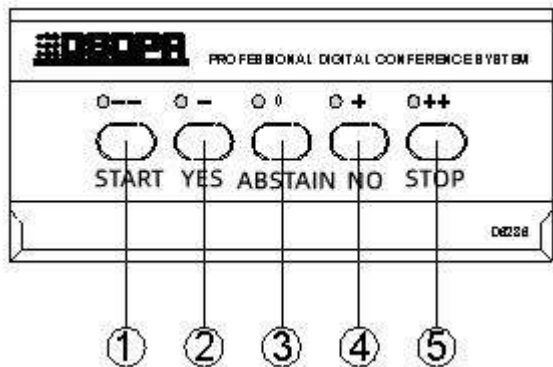 DSPPA
PROFESSIONAL DIGITAL CONFERENCE SYSTEM
-- - 0 + ++
START YES ABSTAIN NO STOP
D6236
① ② ③ ④ ⑤